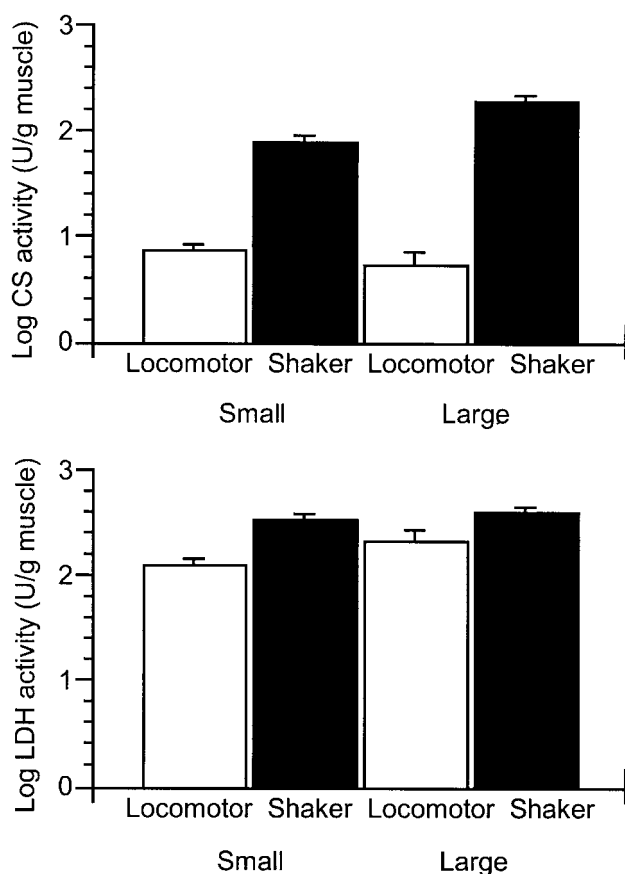 Log CS activity (U/g muscle)
3
2
1
0
Locomotor Shaker Locomotor Shaker
Small Large
Log LDH activity (U/g muscle)
3
2
1
0
Locomotor Shaker Locomotor Shaker
Small Large